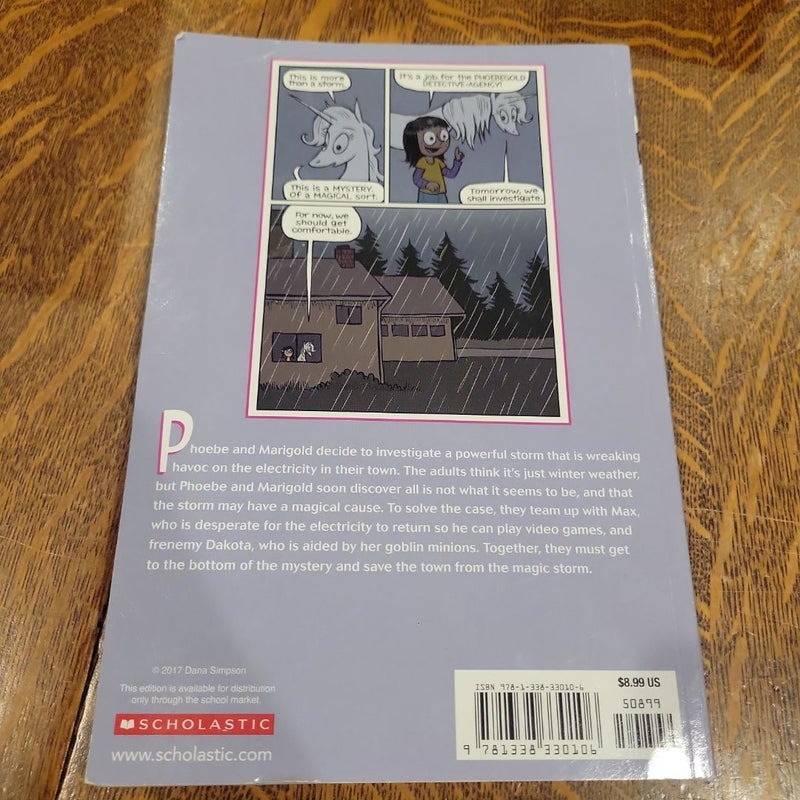 This is more
than a storm.
This is a MYSTERY.
Of a MAGICAL sort.
It's a job for the PHOEBEGOLD
DETECTIVE AGENCY!
Tomorrow, we
shall investigate.
For now, we
should get
comfortable.
Phoebe and Marigold decide to investigate a powerful storm that is wreaking
havoc on the electricity in their town. The adults think it's just winter weather,
but Phoebe and Marigold soon discover all is not what it seems to be, and that
the storm may have a magical cause. To solve the case, they team up with Max,
who is desperate for the electricity to return so he can play video games, and
frenemy Dakota, who is aided by her goblin minions. Together, they must get
to the bottom of the mystery and save the town from the magic storm.
© 2017 Dana Simpson
This edition is available for distribution
only through the school market.
SCHOLASTIC
www.scholastic.com
ISBN 978-1-338-33010-6
$8.99 US
50899
9 781338 330106